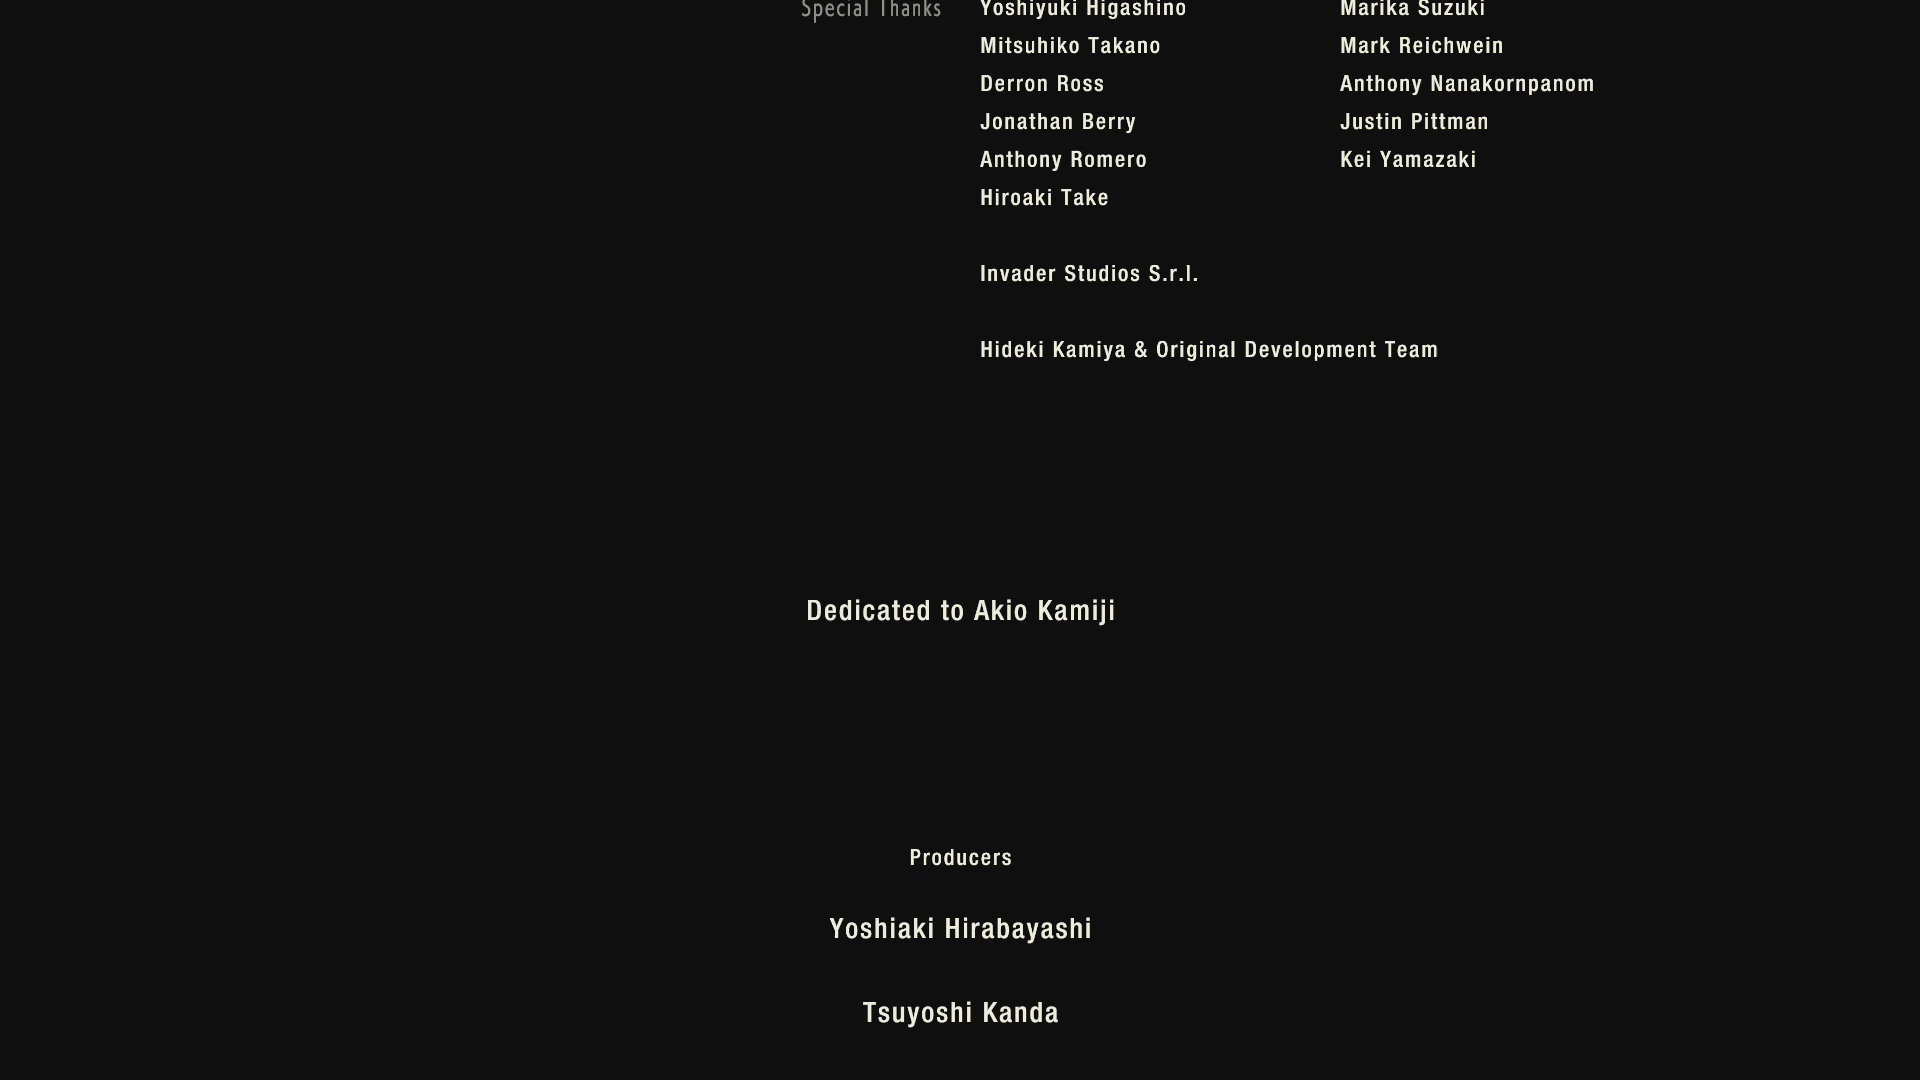 Special Thanks Yoshiyuki Higashino Marika Suzuki
Mitsuhiko Takano Mark Reichwein
Derron Ross Anthony Nanakornpanom
Jonathan Berry Justin Pittman
Anthony Romero Kei Yamazaki
Hiroaki Take
Invader Studios S.r.l.
Hideki Kamiya & Original Development Team
Dedicated to Akio Kamiji
Producers
Yoshiaki Hirabayashi
Tsuyoshi Kanda